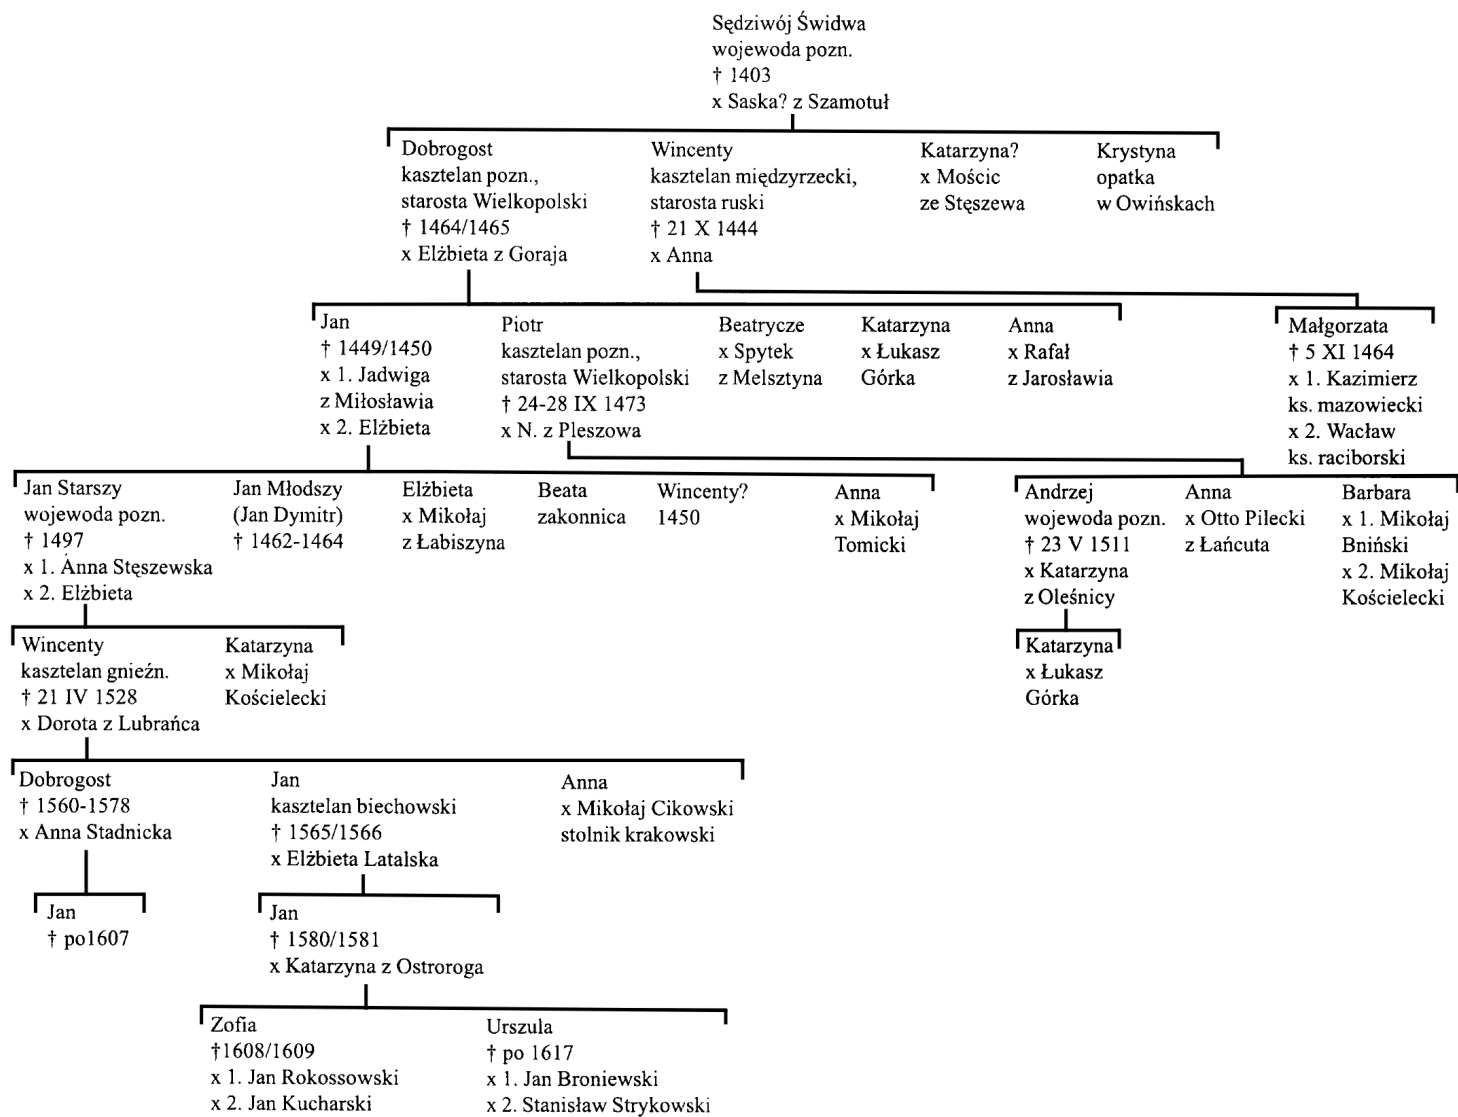 Sędziwój Świdwa
wojewoda pozn.
† 1403
x Saska? z Szamotuł
Dobrogost
kasztelan pozn.,
starosta Wielkopolski
† 1464/1465
x Elżbieta z Goraja
Wincenty
kasztelan międzyrzecki,
starosta ruski
† 21 X 1444
x Anna
Katarzyna?
x Mościc
ze Stęszewa
Krystyna
opatka
w Owińskach
Jan
† 1449/1450
x 1. Jadwiga
z Miłosławia
x 2. Elżbieta
Piotr
kasztelan pozn.,
starosta Wielkopolski
† 24-28 IX 1473
x N. z Pleszowa
Beatrycze
x Spytek
z Melsztyna
Katarzyna
x Łukasz
Górka
Anna
x Rafał
z Jarosławia
Małgorzata
† 5 XI 1464
x 1. Kazimierz
ks. mazowiecki
x 2. Wacław
ks. raciborski
Jan Starszy
wojewoda pozn.
† 1497
x 1. Anna Stęszewska
x 2. Elżbieta
Jan Młodszy
(Jan Dymitr)
† 1462-1464
Elżbieta
x Mikołaj
z Łabiszyna
Beata
zakonnica
Wincenty?
1450
Anna
x Mikołaj
Tomicki
Andrzej
wojewoda pozn.
† 23 V 1511
x Katarzyna
z Oleśnicy
Anna
x Otto Pilecki
z Łańcuta
Barbara
x 1. Mikołaj
Bniński
x 2. Mikołaj
Kościelecki
Wincenty
kasztelan gnieźn.
† 21 IV 1528
x Dorota z Lubrańca
Katarzyna
x Mikołaj
Kościelecki
Katarzyna
x Łukasz
Górka
Dobrogost
† 1560-1578
x Anna Stadnicka
Jan
kasztelan biechowski
† 1565/1566
x Elżbieta Latalska
Anna
x Mikołaj Cikowski
stolnik krakowski
Jan
† po1607
Jan
† 1580/1581
x Katarzyna z Ostroroga
Zofia
†1608/1609
x 1. Jan Rokossowski
x 2. Jan Kucharski
Urszula
† po 1617
x 1. Jan Broniewski
x 2. Stanisław Strykowski